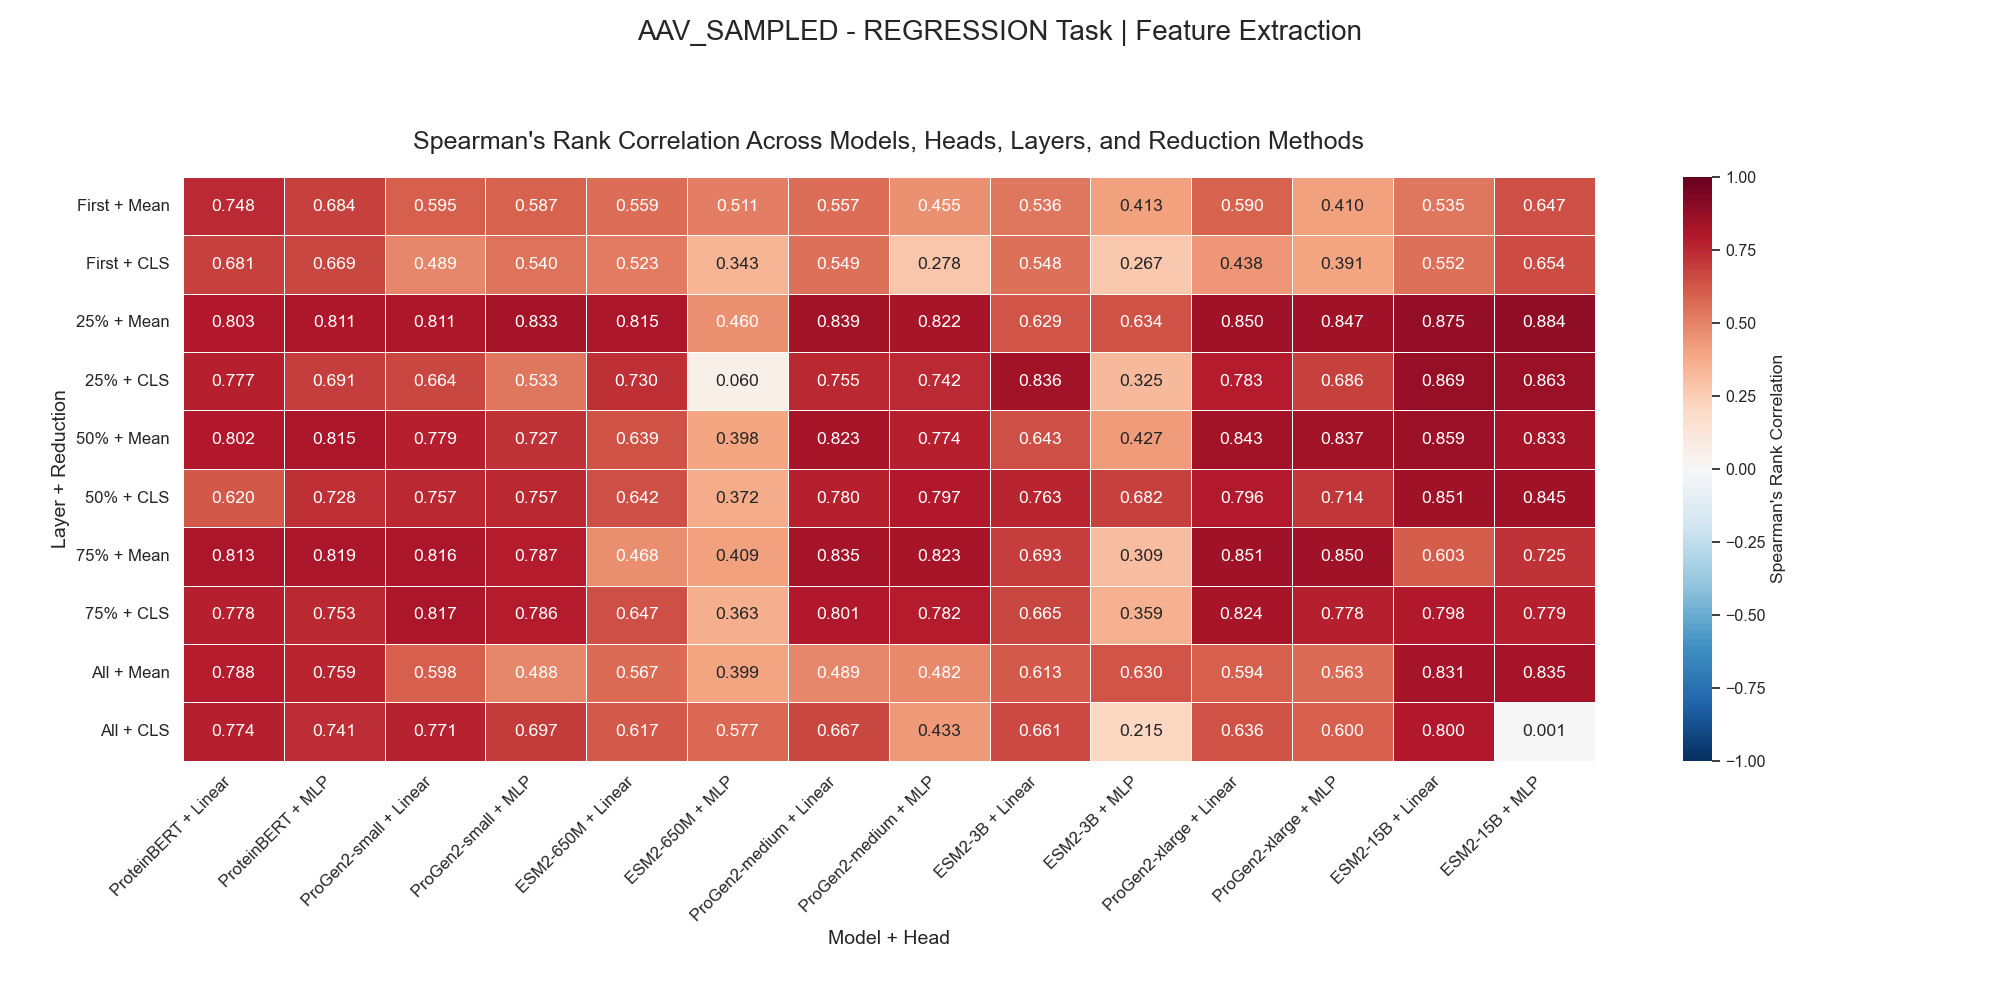 AAV_SAMPLED - REGRESSION Task | Feature Extraction
Spearman's Rank Correlation Across Models, Heads, Layers, and Reduction Methods
Layer + Reduction
First + Mean 0.748 0.684 0.595 0.587 0.559 0.511 0.557 0.455 0.536 0.413 0.590 0.410 0.535 0.647
First + CLS 0.681 0.669 0.489 0.540 0.523 0.343 0.549 0.278 0.548 0.267 0.438 0.391 0.552 0.654
25% + Mean 0.803 0.811 0.811 0.833 0.815 0.460 0.839 0.822 0.629 0.634 0.850 0.847 0.875 0.884
25% + CLS 0.777 0.691 0.664 0.533 0.730 0.060 0.755 0.742 0.836 0.325 0.783 0.686 0.869 0.863
50% + Mean 0.802 0.815 0.779 0.727 0.639 0.398 0.823 0.774 0.643 0.427 0.843 0.837 0.859 0.833
50% + CLS 0.620 0.728 0.757 0.757 0.642 0.372 0.780 0.797 0.763 0.682 0.796 0.714 0.851 0.845
75% + Mean 0.813 0.819 0.816 0.787 0.468 0.409 0.835 0.823 0.693 0.309 0.851 0.850 0.603 0.725
75% + CLS 0.778 0.753 0.817 0.786 0.647 0.363 0.801 0.782 0.665 0.359 0.824 0.778 0.798 0.779
All + Mean 0.788 0.759 0.598 0.488 0.567 0.399 0.489 0.482 0.613 0.630 0.594 0.563 0.831 0.835
All + CLS 0.774 0.741 0.771 0.697 0.617 0.577 0.667 0.433 0.661 0.215 0.636 0.600 0.800 0.001
ProteinBERT + Linear
ProteinBERT + MLP
ProGen2-small + Linear
ProGen2-small + MLP
ESM2-650M + Linear
ESM2-650M + MLP
ProGen2-medium + Linear
ProGen2-medium + MLP
ESM2-3B + Linear
ESM2-3B + MLP
ProGen2-xlarge + Linear
ProGen2-xlarge + MLP
ESM2-15B + Linear
ESM2-15B + MLP
Model + Head
1.00
0.75
0.50
0.25
0.00
−0.25
−0.50
−0.75
−1.00
Spearman's Rank Correlation